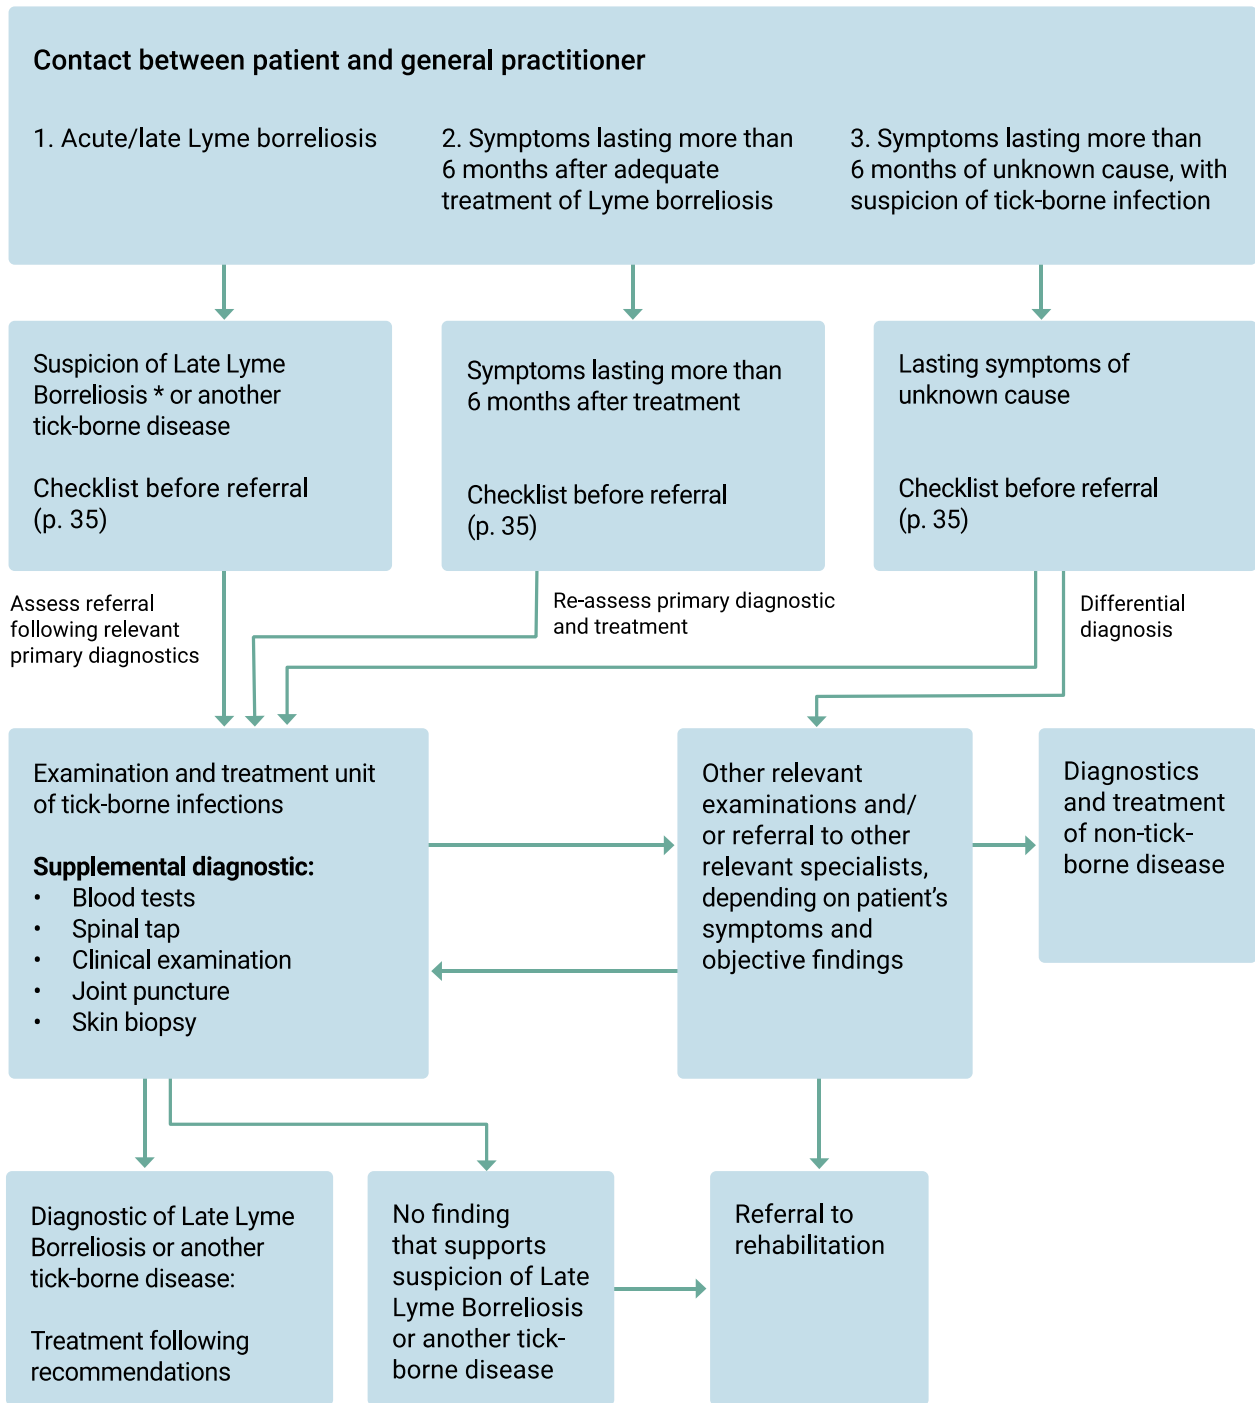 Contact between patient and general practitioner
1. Acute/late Lyme borreliosis
2. Symptoms lasting more than
6 months after adequate
treatment of Lyme borreliosis
3. Symptoms lasting more than
6 months of unknown cause, with
suspicion of tick-borne infection
Suspicion of Late Lyme
Borreliosis * or another
tick-borne disease
Checklist before referral
(p. 35)
Symptoms lasting more than
6 months after treatment
Checklist before referral
(p. 35)
Lasting symptoms of
unknown cause
Checklist before referral
(p. 35)
Assess referral
following relevant
primary diagnostics
Re-assess primary diagnostic
and treatment
Differential
diagnosis
Examination and treatment unit
of tick-borne infections
Supplemental diagnostic:
• Blood tests
• Spinal tap
• Clinical examination
• Joint puncture
• Skin biopsy
Other relevant
examinations and/
or referral to other
relevant specialists,
depending on patient's
symptoms and
objective findings
Diagnostics
and treatment
of non-tick-
borne disease
Diagnostic of Late Lyme
Borreliosis or another
tick-borne disease:
Treatment following
recommendations
No finding
that supports
suspicion of Late
Lyme Borreliosis
or another tick-
borne disease
Referral to
rehabilitation